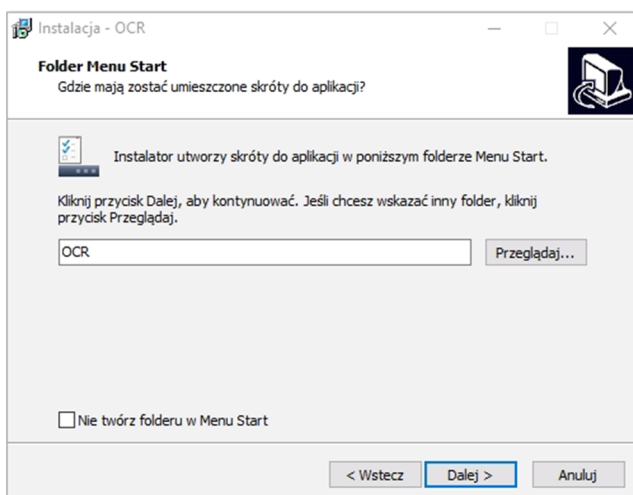 Instalacja - OCR
Folder Menu Start
Gdzie mają zostać umieszczone skróty do aplikacji?
Instalator utworzy skróty do aplikacji w poniższym folderze Menu Start.
Kliknij przycisk Dalej, aby kontynuować. Jeśli chcesz wskazać inny folder, kliknij
przycisk Przeglądaj.
OCR
Przeglądaj...
Nie twórz folderu w Menu Start
< Wstecz
Dalej >
Anuluj